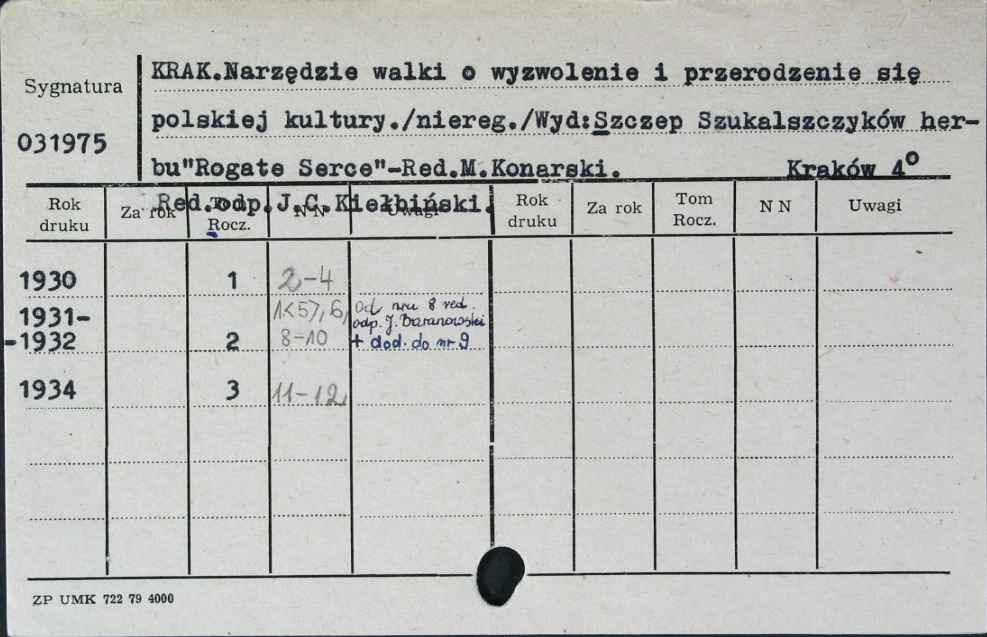 KRAK.Narzędzie walki o wyzwolenie i przerodzenie się
Sygnatura
polskiej kultury./niereg./Wyd:Szczep Szukalszczyków her-
031975
bu"Rogate Serce"-Red.M.Konarski. Kraków 4°
Red.odp.J.C.Kiełbiński.
Rok druku Za rok Tom Rocz. N N Uwagi Rok druku Za rok Tom Rocz. N N Uwagi
1930 1 2-4
1931- 1<5>,6, Od nru 8 red.
odp. J. Baranowski
-1932 2 8-10 + dod. do nr 9
1934 3 11-12
ZP UMK 722 79 4000